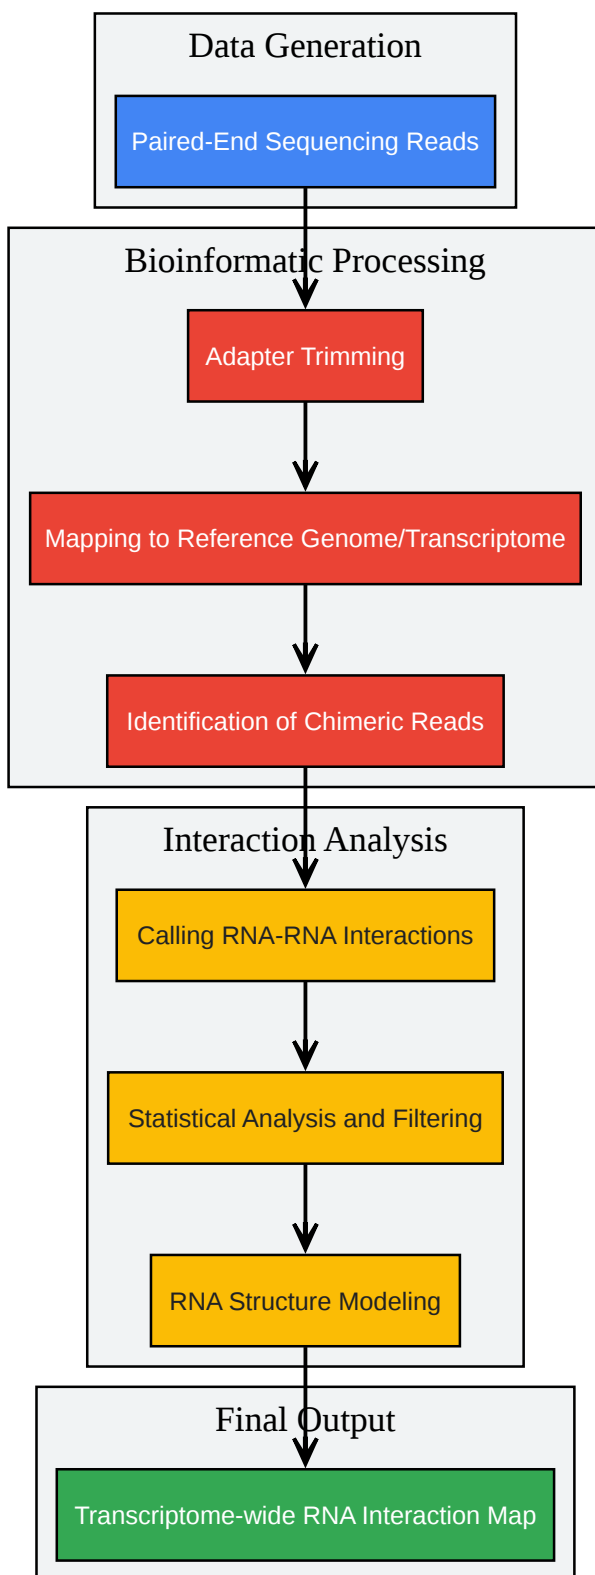 Data Generation
Paired-End Sequencing Reads
Bioinformatic Processing
Adapter Trimming
Mapping to Reference Genome/Transcriptome
Identification of Chimeric Reads
Interaction Analysis
Calling RNA-RNA Interactions
Statistical Analysis and Filtering
RNA Structure Modeling
Final Output
Transcriptome-wide RNA Interaction Map